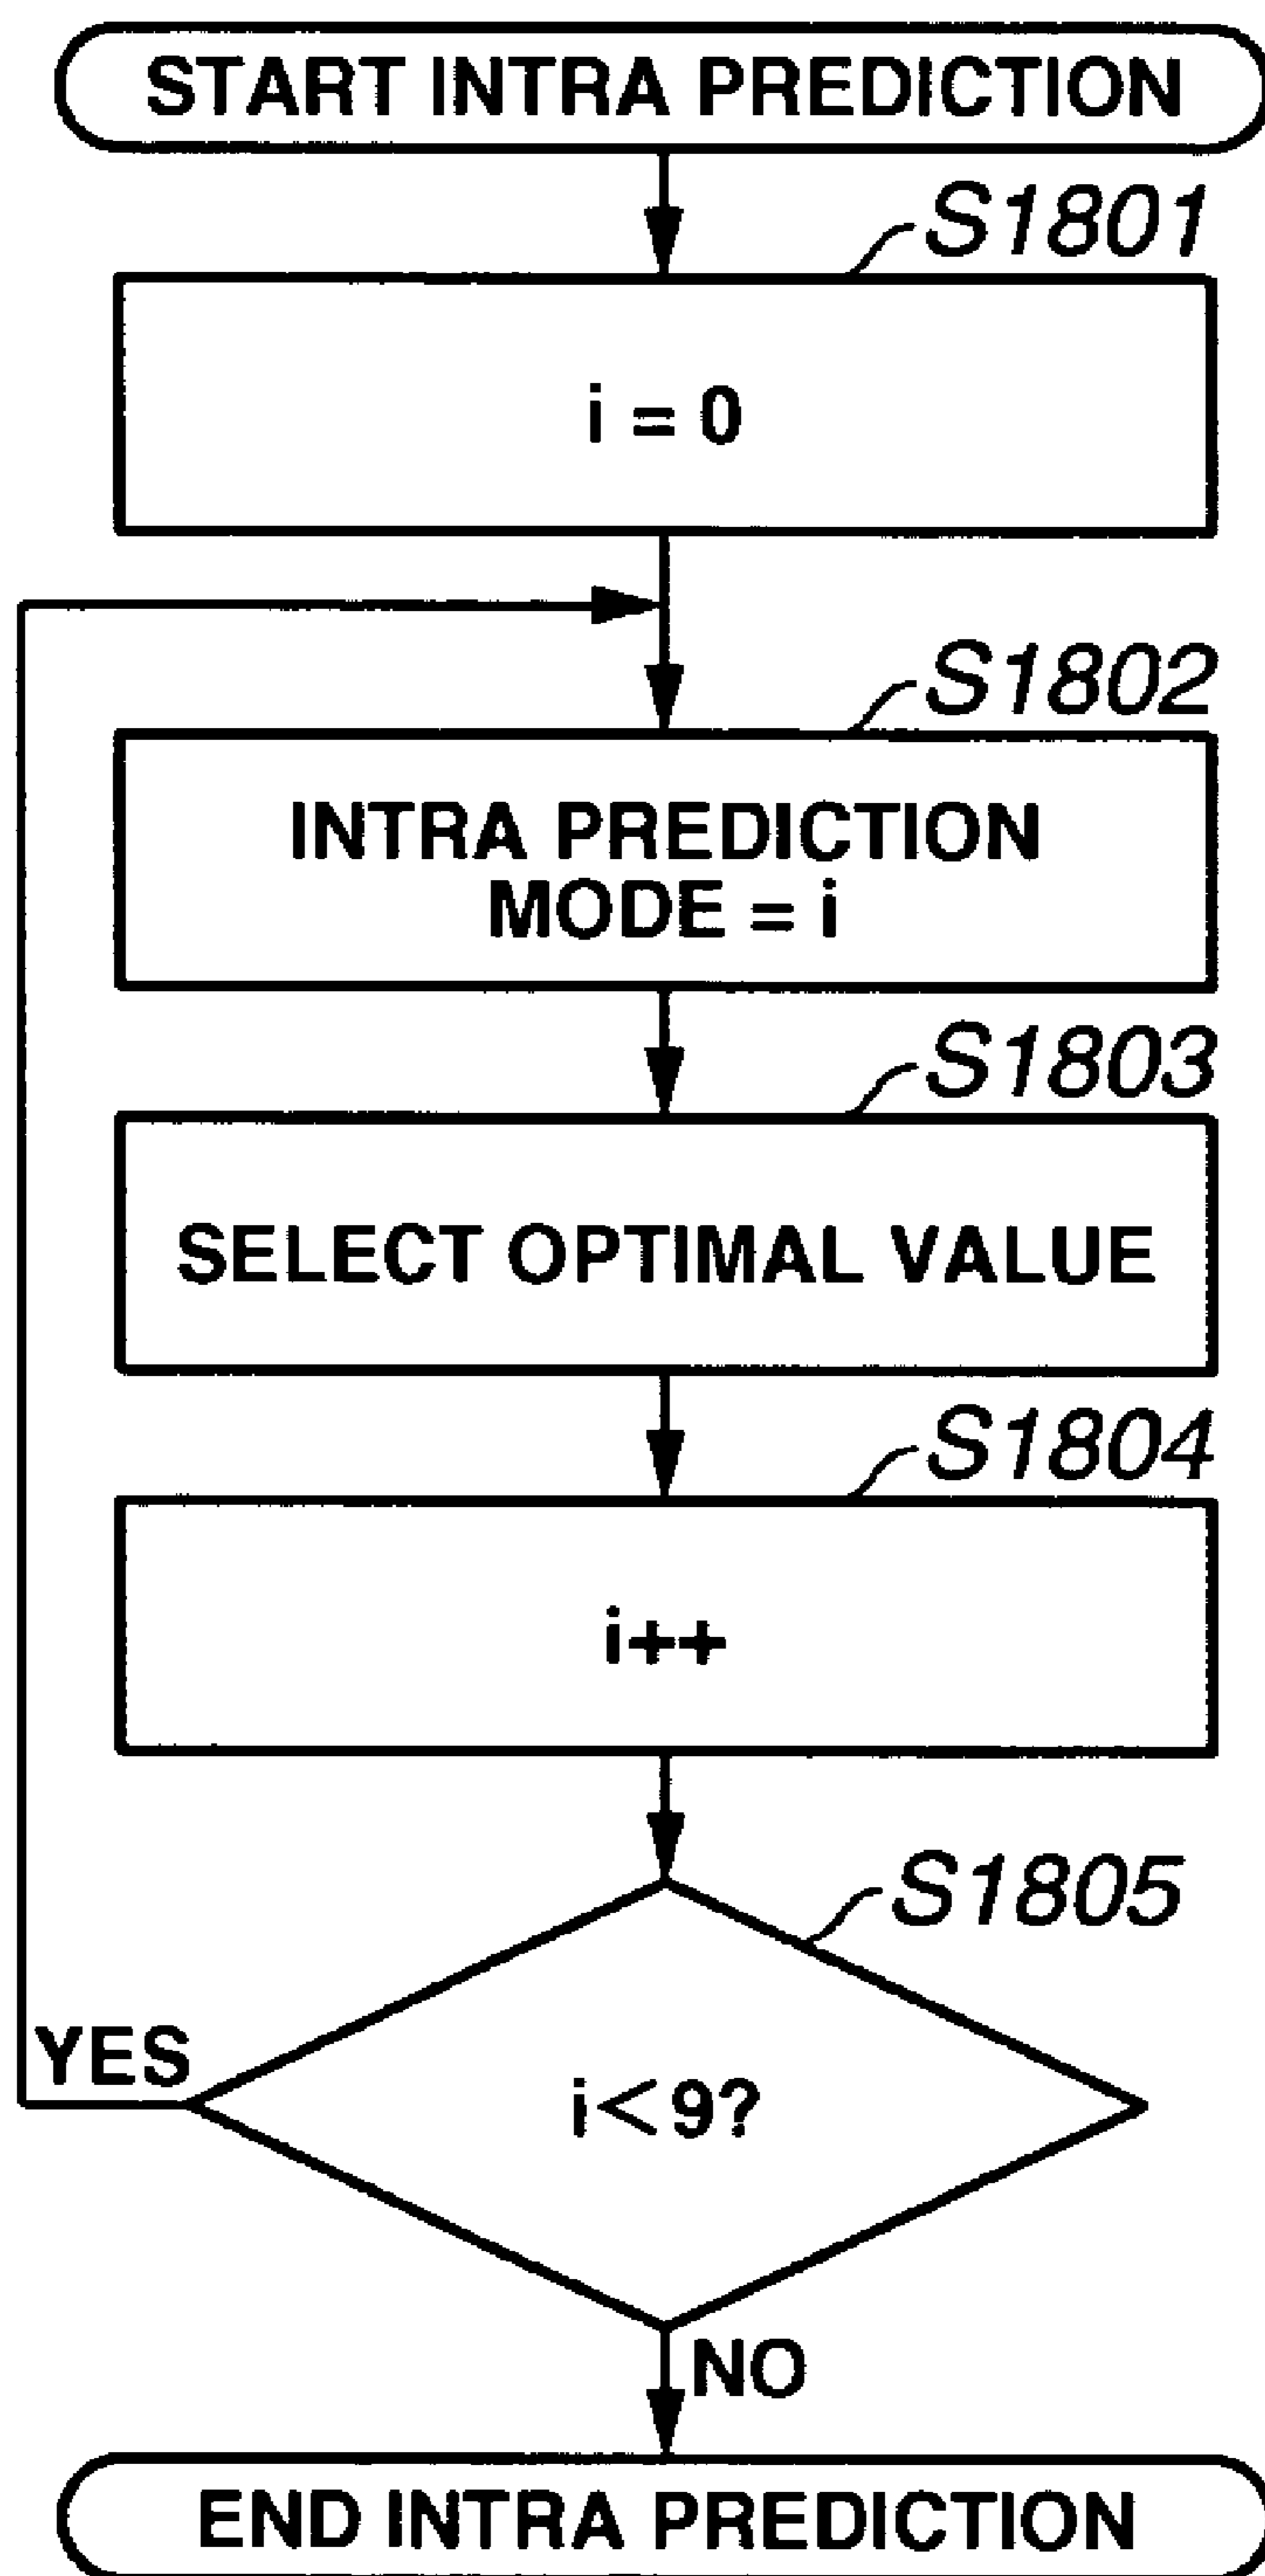 START INTRA PREDICTION
S1801
i = 0
S1802
INTRA PREDICTION
MODE = i
S1803
SELECT OPTIMAL VALUE
S1804
i++
S1805
YES
i<9?
NO
END INTRA PREDICTION